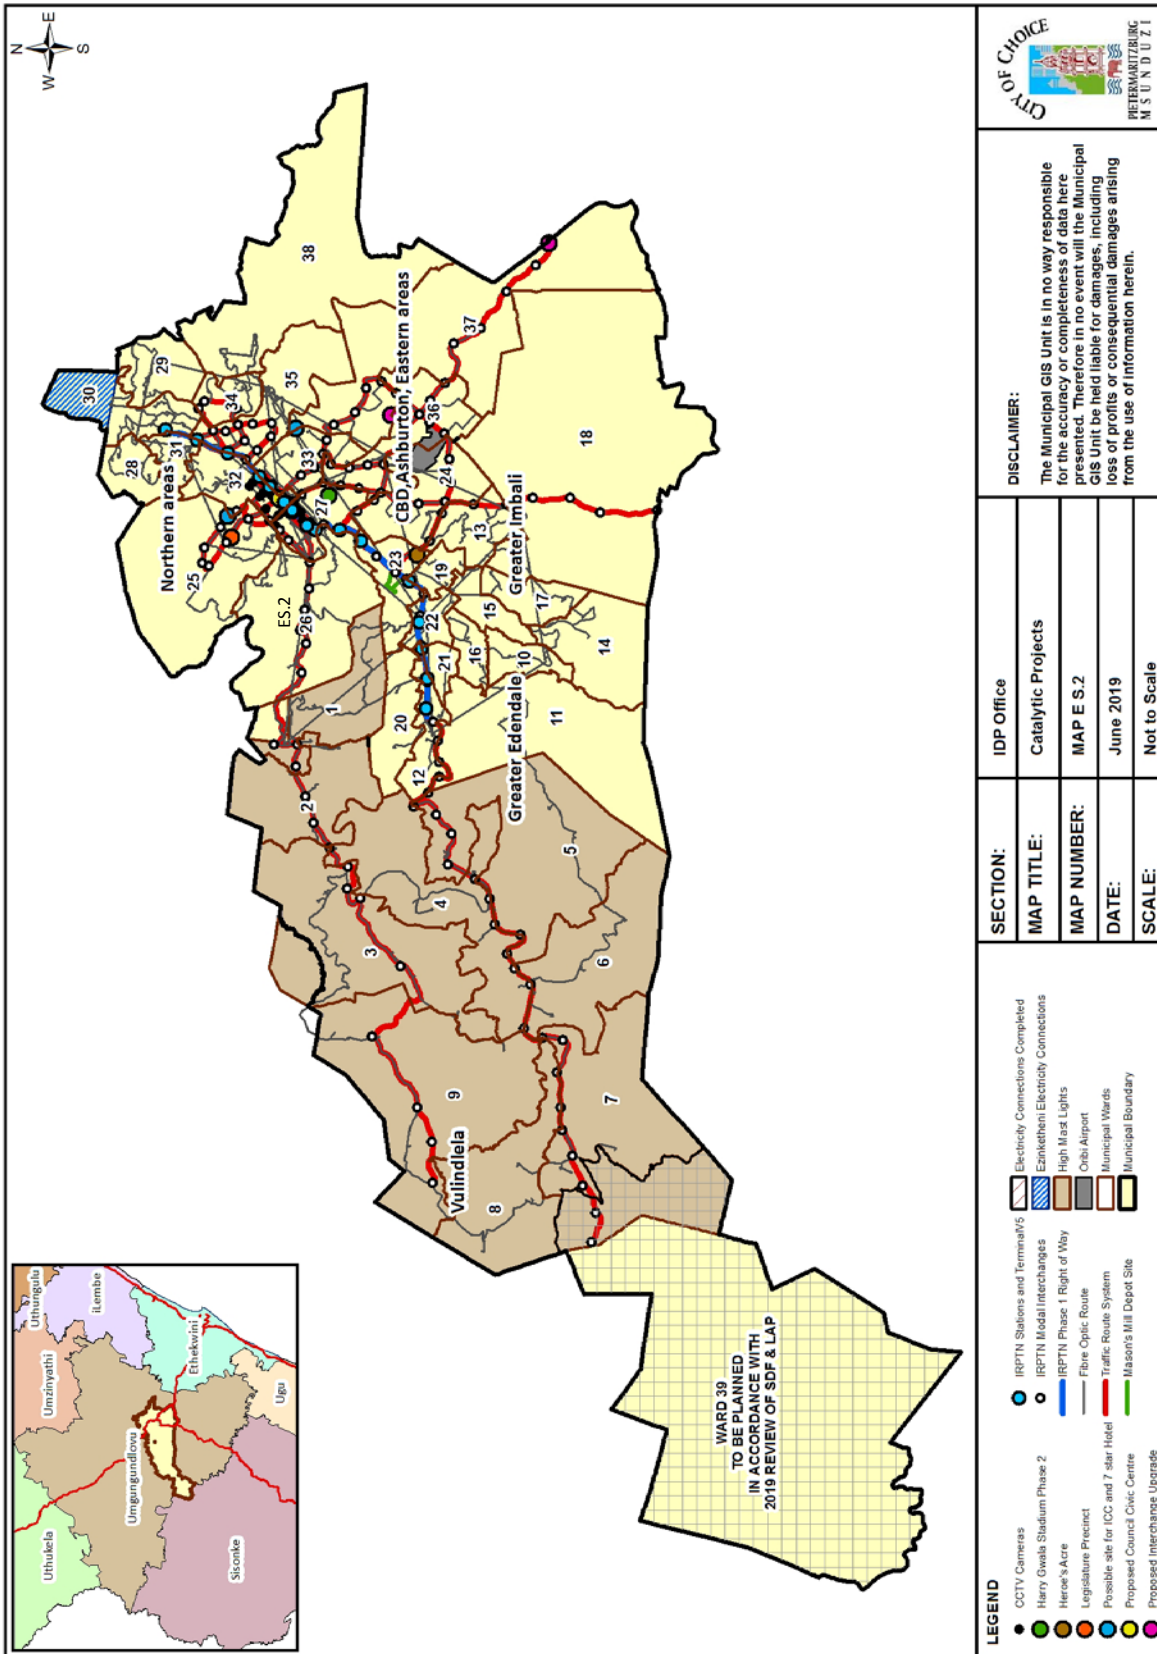 N
E
S
W
Uthungulu
iLembe
Umzinyathi
Ethekwini
Ugu
Umgungundlovu
Uthukela
Sisonke
30
29
28
31
34
35
38
Northern areas
32
33
25
27
ES.2
26
CBD, Ashburton, Eastern areas
36
37
24
18
23
13
19
Greater Imbali
22
15
17
1
21
16
10
14
20
11
12
Greater Edendale
2
5
4
3
6
9
7
Vulindlela
8
WARD 39
TO BE PLANNED
IN ACCORDANCE WITH
2019 REVIEW OF SDF & LAP
LEGEND
CCTV Cameras
Harry Gwala Stadium Phase 2
Heroe's Acre
Legislature Precinct
Possible site for ICC and 7 star Hotel
Proposed Council Civic Centre
Proposed Interchange Upgrade
IRPTN Stations and TerminalV5
IRPTN Modal Interchanges
IRPTN Phase 1 Right of Way
Fibre Optic Route
Traffic Route System
Mason's Mill Depot Site
Electricity Connections Completed
Ezinketheni Electricity Connections
High Mast Lights
Oribi Airport
Municipal Wards
Municipal Boundary
SECTION: IDP Office
MAP TITLE: Catalytic Projects
MAP NUMBER: MAP E S.2
DATE: June 2019
SCALE: Not to Scale
DISCLAIMER:
The Municipal GIS Unit is in no way responsible
for the accuracy or completeness of data here
presented. Therefore in no event will the Municipal
GIS Unit be held liable for damages, including
loss of profits or consequential damages arising
from the use of information herein.
CITY OF CHOICE
PIETERMARITZBURG
MSUNDUZI